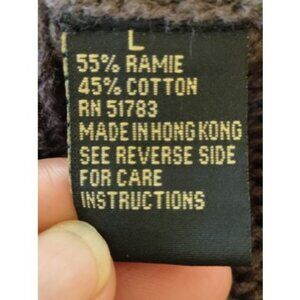 L
55% RAMIE
45% COTTON
RN 51783
MADE IN HONG KONG
SEE REVERSE SIDE
FOR CARE
INSTRUCTIONS